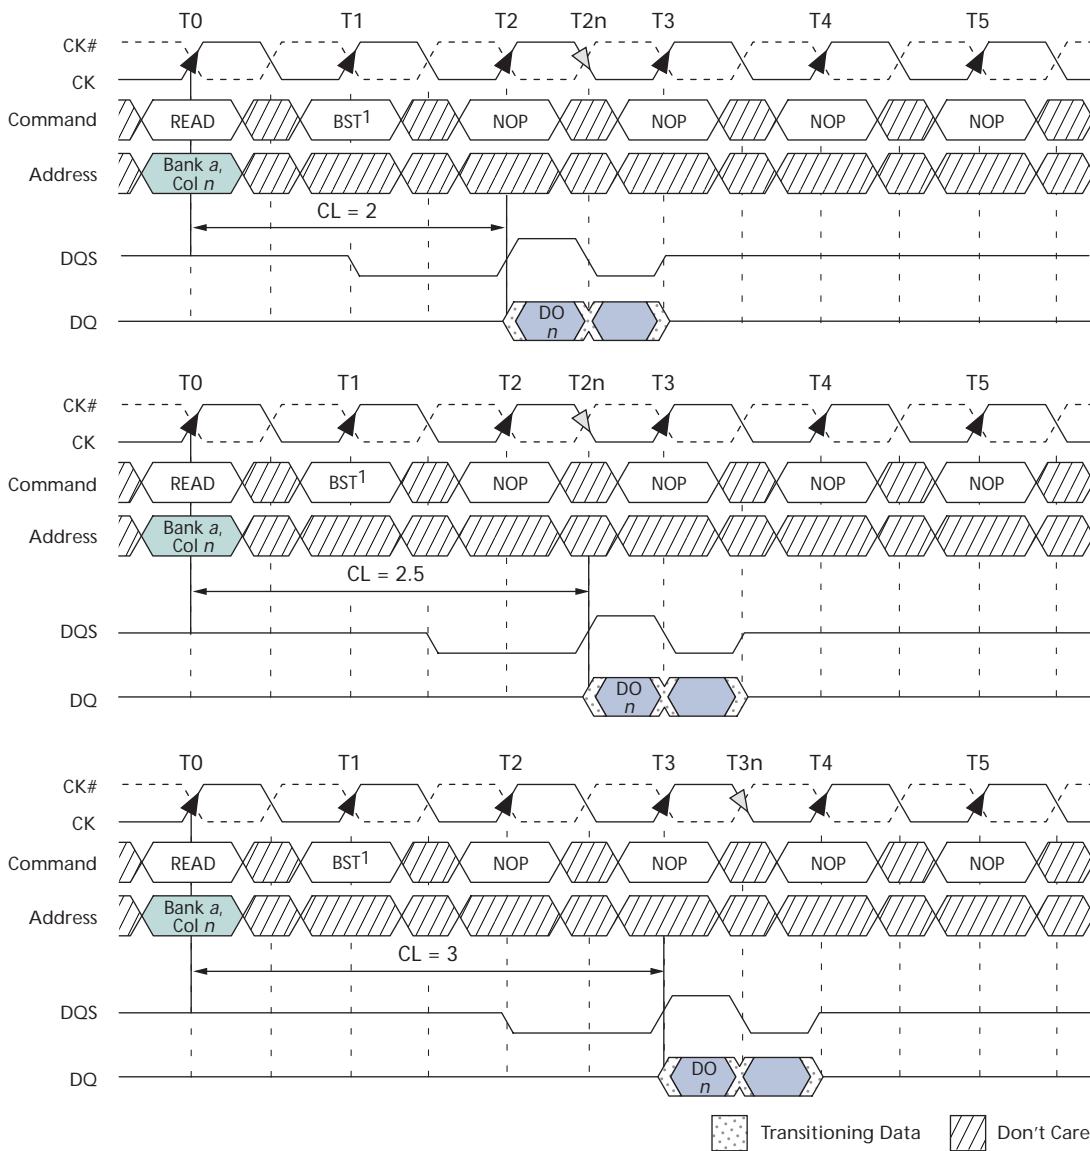 T0 T1 T2 T2n T3 T4 T5
CK#
CK
Command READ BST1 NOP NOP NOP NOP
Address Bank a,
Col n
CL = 2
DQS
DQ DO
n
T0 T1 T2 T2n T3 T4 T5
CK#
CK
Command READ BST1 NOP NOP NOP NOP
Address Bank a,
Col n
CL = 2.5
DQS
DQ DO
n
T0 T1 T2 T3 T3n T4 T5
CK#
CK
Command READ BST1 NOP NOP NOP NOP
Address Bank a,
Col n
CL = 3
DQS
DQ DO
n
Transitioning Data Don't Care